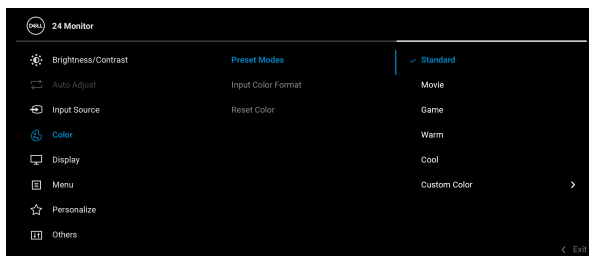 DELL 24 Monitor
Brightness/Contrast
Auto Adjust
Input Source
Color
Display
Menu
Personalize
Others
Preset Modes
Input Color Format
Reset Color
Standard
Movie
Game
Warm
Cool
Custom Color
Exit